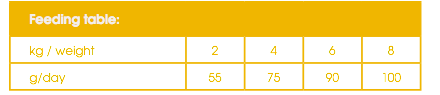 Feeding table:
kg / weight 2 4 6 8
g/day 55 75 90 100